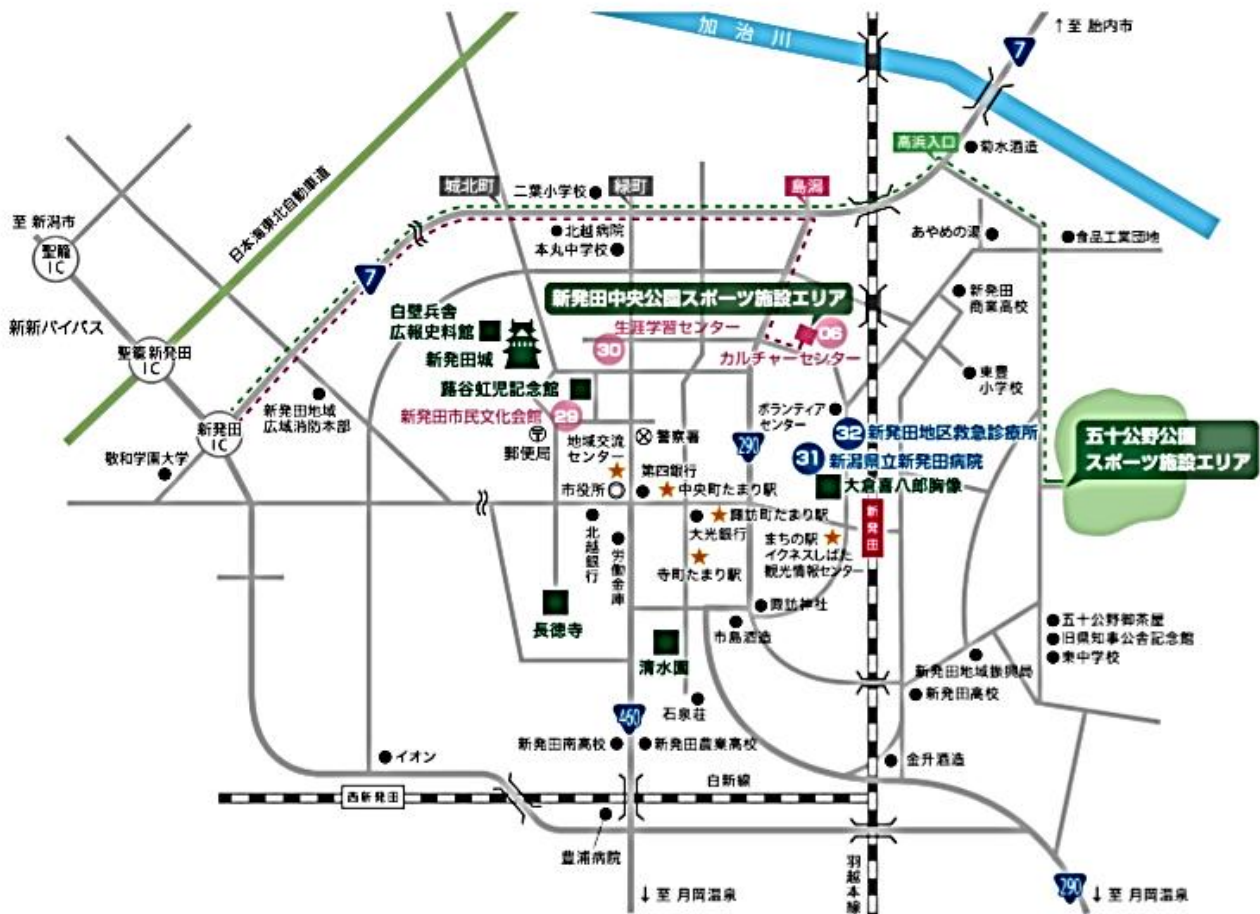 加治川
↑至 胎内市
7
高浜入口
菊水酒造
日本海東北自動車道
城北町
二葉小学校
緑町
島潟
至 新潟市
聖籠
IC
北越病院
本丸中学校
あやめの湯
食品工業団地
7
新発田中央公園スポーツ施設エリア
新発田
商業高校
新新バイパス
白壁兵舎
広報史料館
生涯学習センター
30
06
カルチャーセンター
聖籠新発田
IC
新発田城
東豊
小学校
蕗谷虹児記念館
新発田地域
広域消防本部
新発田市民文化会館
29
ボランティア
センター
新発田
IC
32 新発田地区救急診療所
五十公野公園
スポーツ施設エリア
郵便局
地域交流
センター
警察署
290
31 新潟県立新発田病院
敬和学園大学
第四銀行
大倉喜八郎胸像
市役所
中央町たまり駅
諏訪町たまり駅
大光銀行
新発田
北越銀行
労働金庫
まちの駅
イクネスしばた
観光情報センター
寺町たまり駅
諏訪神社
長徳寺
市島酒造
五十公野御茶屋
旧県知事公舎記念館
東中学校
清水園
新発田地域振興局
新発田高校
石泉荘
460
新発田南高校
新発田農業高校
イオン
金升酒造
白新線
西新発田
豊浦病院
羽越本線
↓至 月岡温泉
290
↓至 月岡温泉